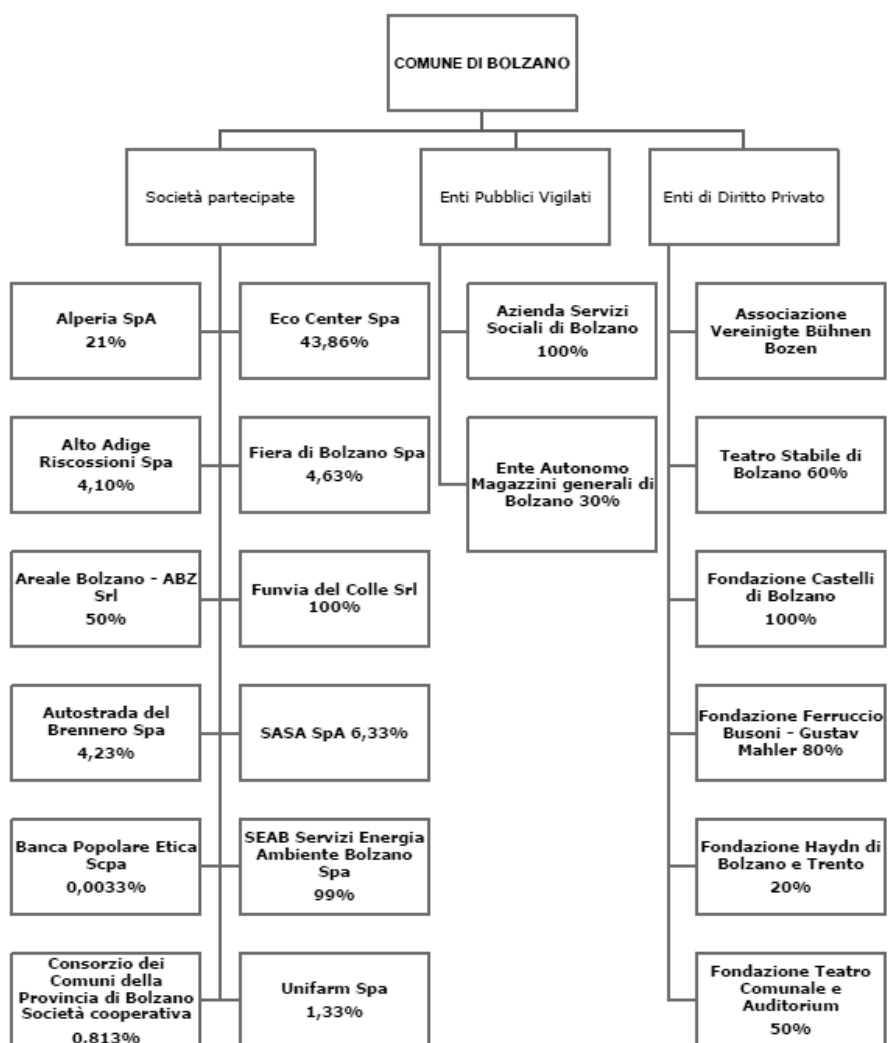 COMUNE DI BOLZANO
Società partecipate
Enti Pubblici Vigilati
Enti di Diritto Privato
Alperia SpA
21%
Eco Center Spa
43,86%
Azienda Servizi
Sociali di Bolzano
100%
Associazione
Vereinigte Bühnen
Bozen
Alto Adige
Riscossioni Spa
4,10%
Fiera di Bolzano Spa
4,63%
Ente Autonomo
Magazzini generali di
Bolzano 30%
Teatro Stabile di
Bolzano 60%
Areale Bolzano - ABZ
Srl
50%
Funvia del Colle Srl
100%
Fondazione Castelli
di Bolzano
100%
Autostrada del
Brennero Spa
4,23%
SASA SpA 6,33%
Fondazione Ferruccio
Busoni - Gustav
Mahler 80%
Banca Popolare Etica
Scpa
0,0033%
SEAB Servizi Energia
Ambiente Bolzano
Spa
99%
Fondazione Haydn di
Bolzano e Trento
20%
Consorzio dei
Comuni della
Provincia di Bolzano
Società cooperativa
0,813%
Unifarm Spa
1,33%
Fondazione Teatro
Comunale e
Auditorium
50%